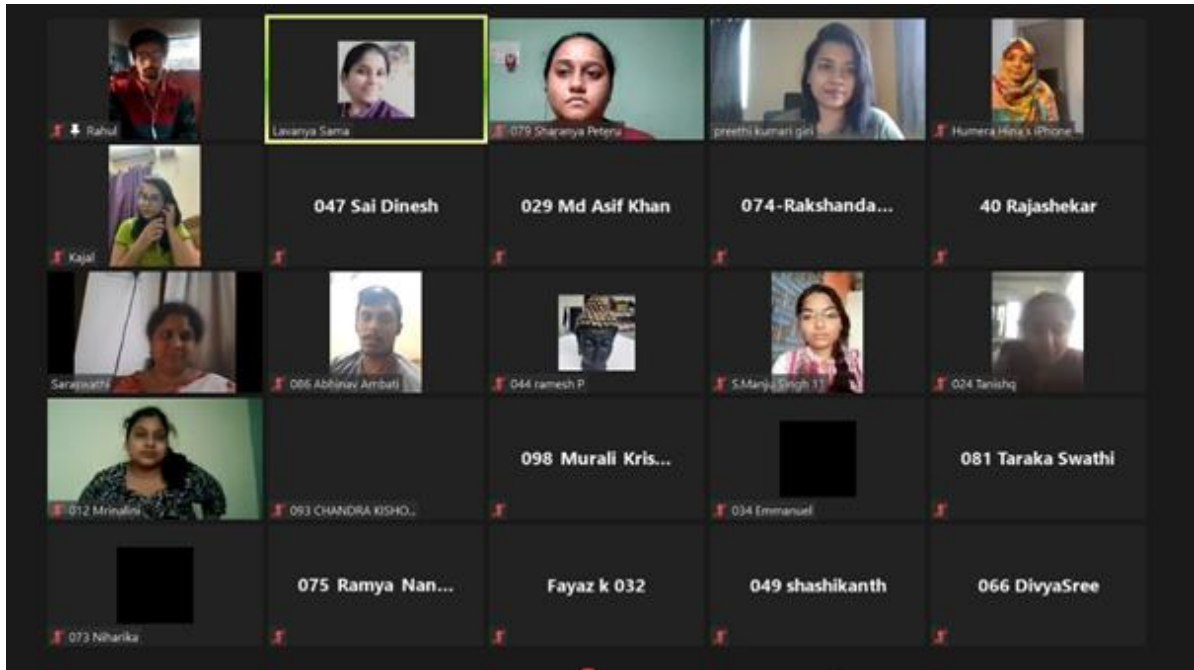 Rahul
Lavanya Sama
079 Sharanya Peteru
preethi kumari giri
Humera Hina's iPhone
Kajal
047 Sai Dinesh
029 Md Asif Khan
074-Rakshanda...
40 Rajashekar
Saraswathi
086 Abhinav Ambati
044 ramesh P
S.Manju Singh 11
024 Tanishq
012 Mrinalini
093 CHANDRA KISHO...
098 Murali Kris...
034 Emmanuel
081 Taraka Swathi
073 Niharika
075 Ramya Nan...
Fayaz k 032
049 shashikanth
066 DivyaSree